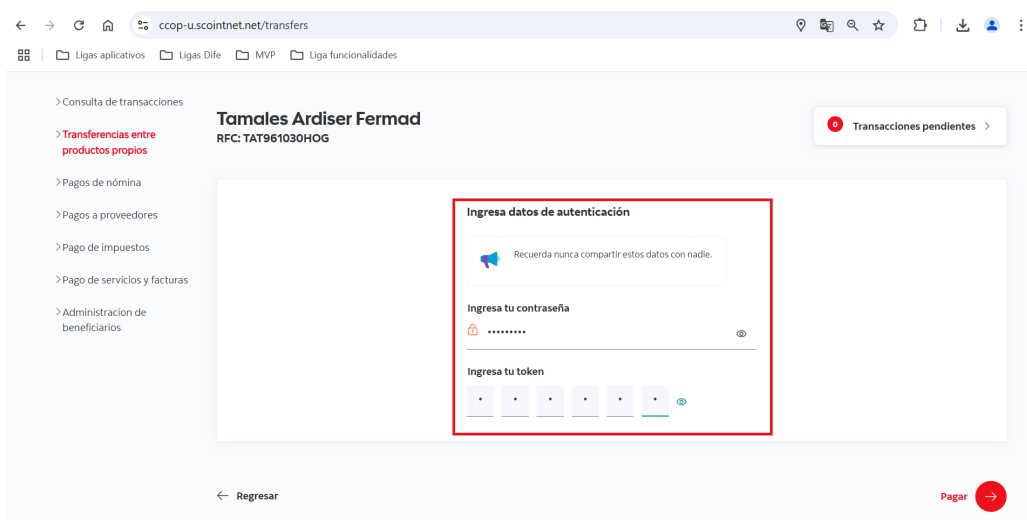 ccop-u.scointnet.net/transfers
Ligas aplicativos Ligas Dife MVP Liga funcionalidades
Consulta de transacciones
Transferencias entre
productos propios
Pagos de nómina
Pagos a proveedores
Pago de impuestos
Pago de servicios y facturas
Administracion de
beneficiarios
Tamales Ardiser Fermad
RFC: TAT961030HOG
0 Transacciones pendientes
Ingresa datos de autenticación
Recuerda nunca compartir estos datos con nadie.
Ingresa tu contraseña
•••••••••
Ingresa tu token
• • • • • •
Regresar
Pagar